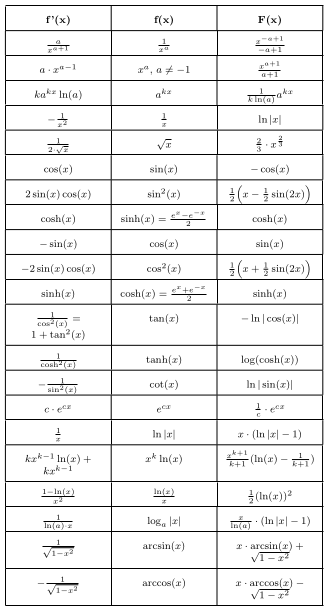 f'(x) f(x) F(x)
a/x^(a+1) 1/x^a x^(−a+1)/(−a+1)
a · x^(a−1) x^a, a ≠ −1 x^(a+1)/(a+1)
ka^(kx) ln(a) a^(kx) 1/(k ln(a)) a^(kx)
−1/x^2 1/x ln |x|
1/(2·√x) √x 2/3 · x^(2/3)
cos(x) sin(x) − cos(x)
2 sin(x) cos(x) sin^2(x) 1/2 (x − 1/2 sin(2x))
cosh(x) sinh(x) = (e^x−e^(−x))/2 cosh(x)
− sin(x) cos(x) sin(x)
−2 sin(x) cos(x) cos^2(x) 1/2 (x + 1/2 sin(2x))
sinh(x) cosh(x) = (e^x+e^(−x))/2 sinh(x)
1/cos^2(x) = tan(x) − ln | cos(x)|
1 + tan^2(x)
1/cosh^2(x) tanh(x) log(cosh(x))
−1/sin^2(x) cot(x) ln | sin(x)|
c · e^(cx) e^(cx) 1/c · e^(cx)
1/x ln |x| x · (ln |x| − 1)
kx^(k−1) ln(x) + x^k ln(x) x^(k+1)/(k+1) (ln(x) − 1/(k+1))
kx^(k−1)
(1−ln(x))/x^2 ln(x)/x 1/2 (ln(x))^2
1/(ln(a)·x) log_a |x| x/ln(a) · (ln |x| − 1)
1/√(1−x^2) arcsin(x) x · arcsin(x) +
√(1 − x^2)
−1/√(1−x^2) arccos(x) x · arccos(x) −
√(1 − x^2)